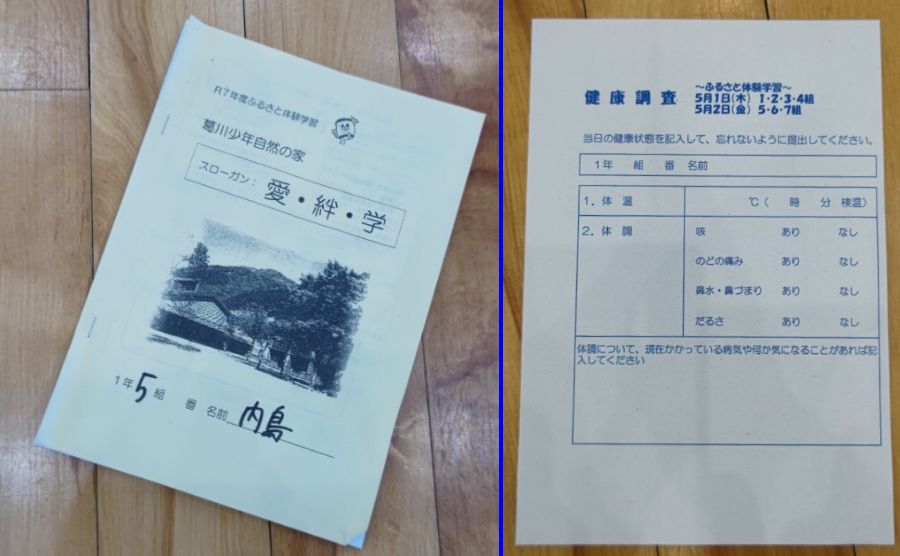 R7年度ふるさと体験学習
葛川少年自然の家
スローガン： 愛・絆・学
1年 5 組 番 名前 内島
健康調査
～ふるさと体験学習～
5月1日(木) 1・2・3・4組
5月2日(金) 5・6・7組
当日の健康状態を記入して、忘れないように提出してください。
1年 組 番 名前
1．体 温 ℃（ 時 分 検温）
2．体 調 咳 あり なし
のどの痛み あり なし
鼻水・鼻づまり あり なし
だるさ あり なし
体調について、現在かかっている病気や何か気になることがあれば記
入してください